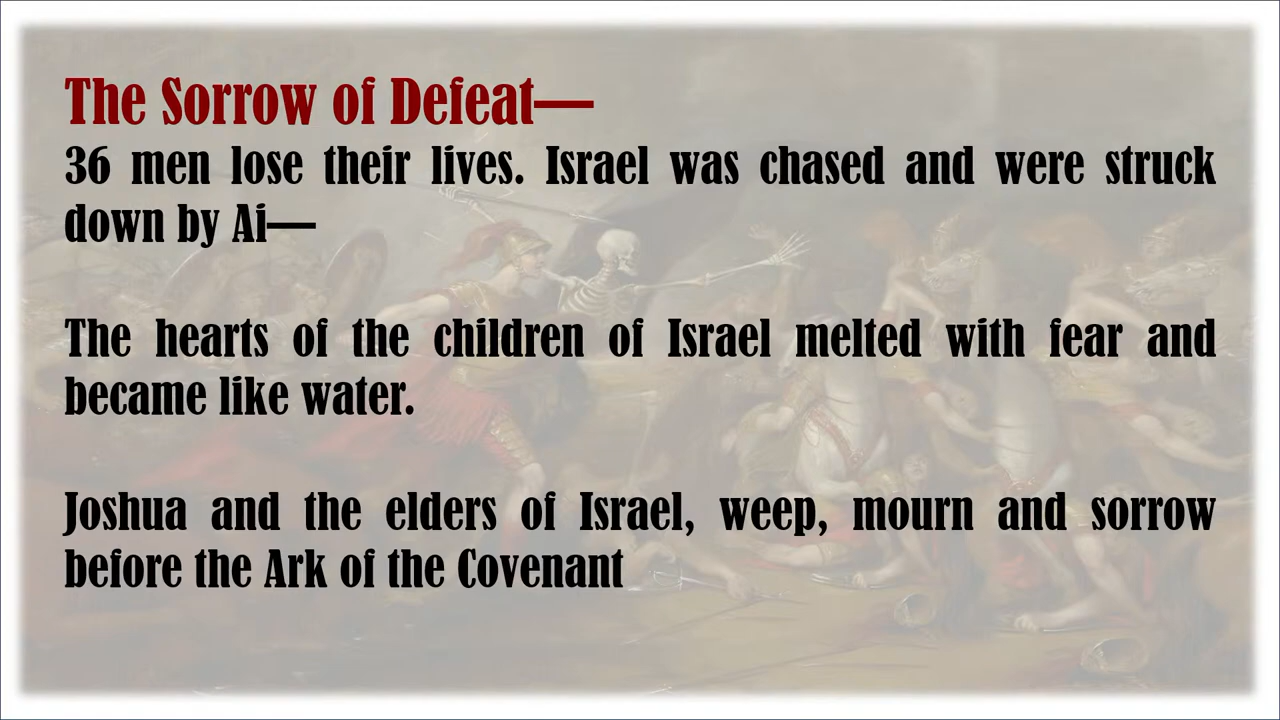 The Sorrow of Defeat—
36 men lose their lives. Israel was chased and were struck
down by Ai—
The hearts of the children of Israel melted with fear and
became like water.
Joshua and the elders of Israel, weep, mourn and sorrow
before the Ark of the Covenant